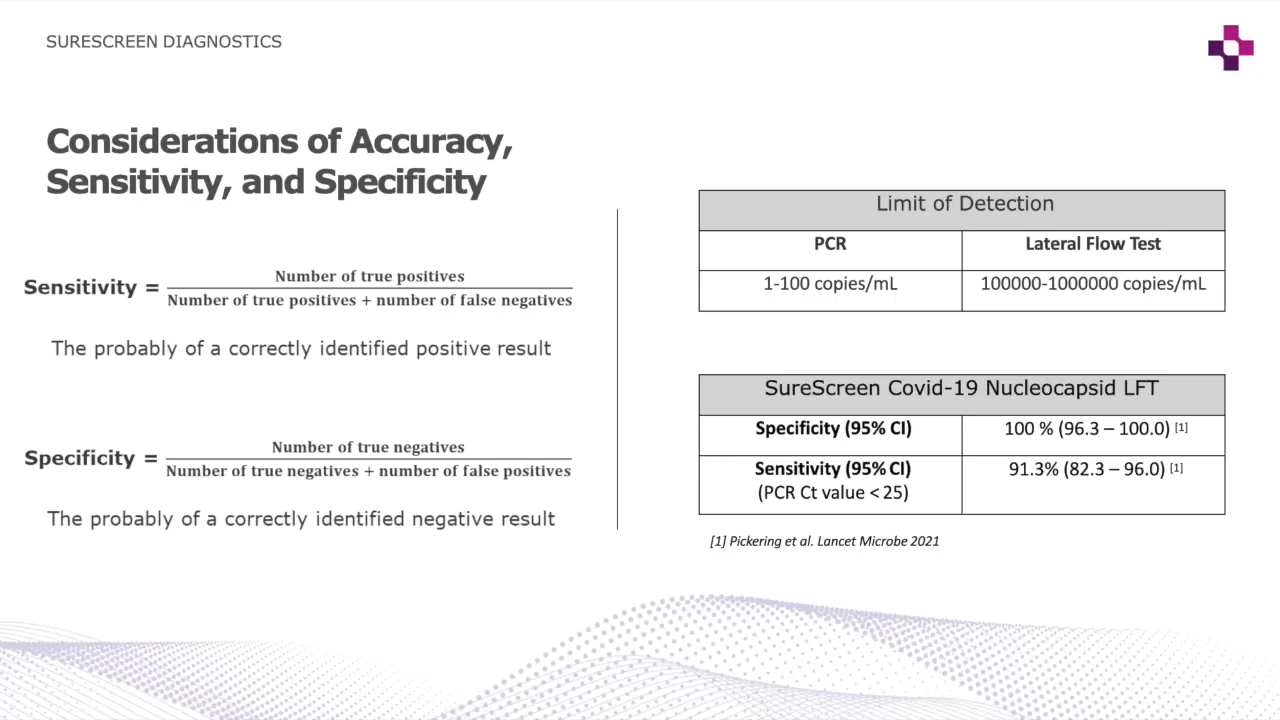 SURESCREEN DIAGNOSTICS
Considerations of Accuracy,
Sensitivity, and Specificity
Sensitivity = Number of true positives / Number of true positives + number of false negatives
The probably of a correctly identified positive result
Specificity = Number of true negatives / Number of true negatives + number of false positives
The probably of a correctly identified negative result
Limit of Detection
PCR Lateral Flow Test
1-100 copies/mL 100000-1000000 copies/mL
SureScreen Covid-19 Nucleocapsid LFT
Specificity (95% CI) 100 % (96.3 – 100.0) [1]
Sensitivity (95% CI) 91.3% (82.3 – 96.0) [1]
(PCR Ct value < 25)
[1] Pickering et al. Lancet Microbe 2021